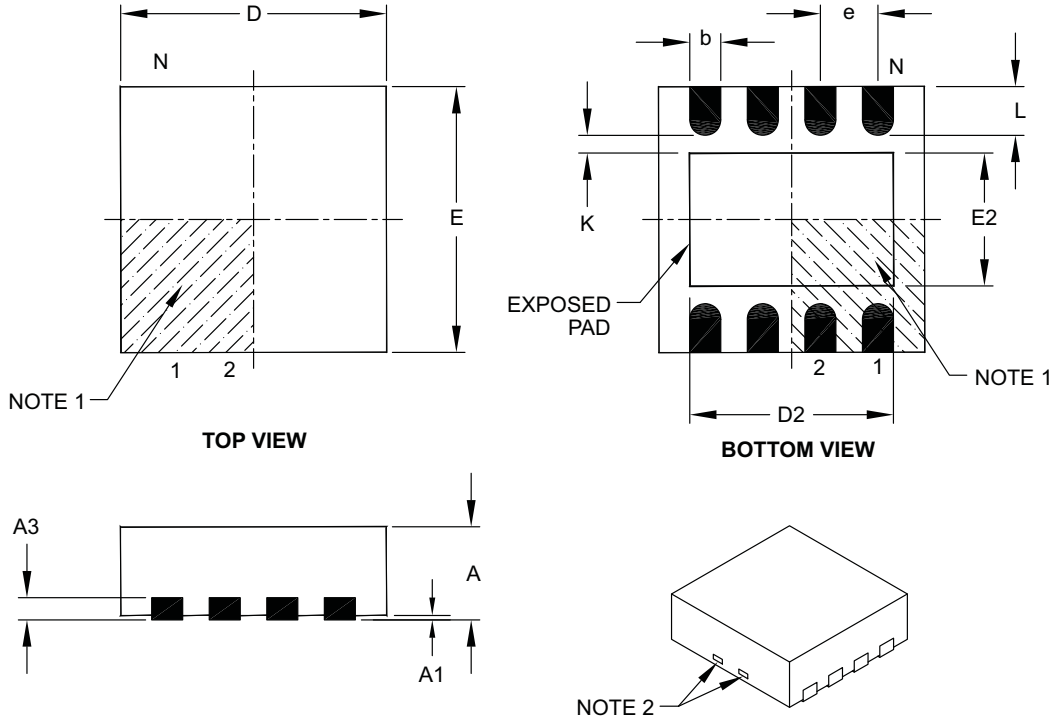 D
N
E
1 2
NOTE 1
TOP VIEW
e
b
N
L
K
E2
EXPOSED
PAD
2 1
NOTE 1
D2
BOTTOM VIEW
A3
A
A1
NOTE 2